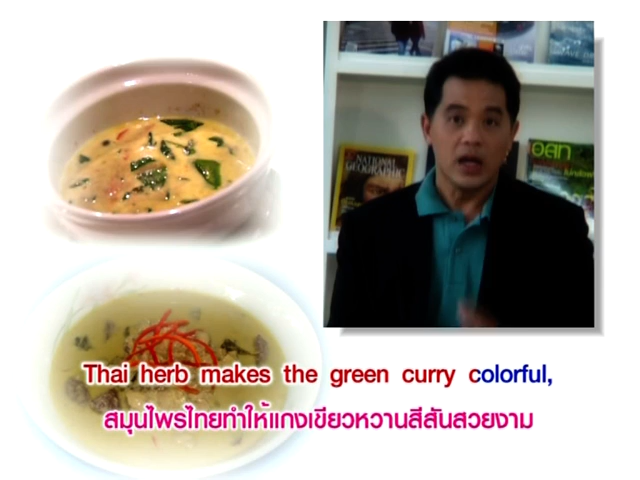 NATIONAL
GEOGRAPHIC
อสท
Thai herb makes the green curry colorful,
สมุนไพรไทยทำให้แกงเขียวหวานสีสันสวยงาม